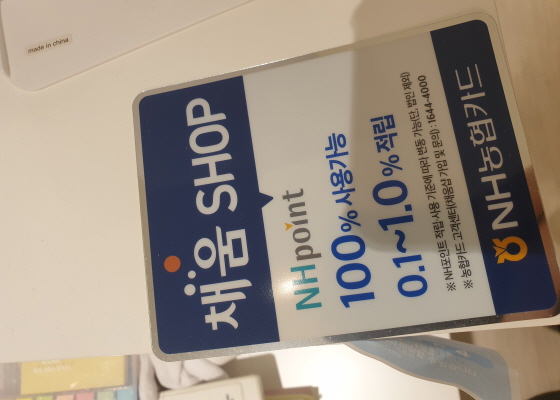 made in china
채움 SHOP
NHpoint
100% 사용가능
0.1~1.0% 적립
※ NH포인트 적립·사용 기준에 따라 변동 가능(단, 법인 제외)
※ 농협카드 고객센터(채움샵 가입 및 문의) : 1644-4000
NH농협카드